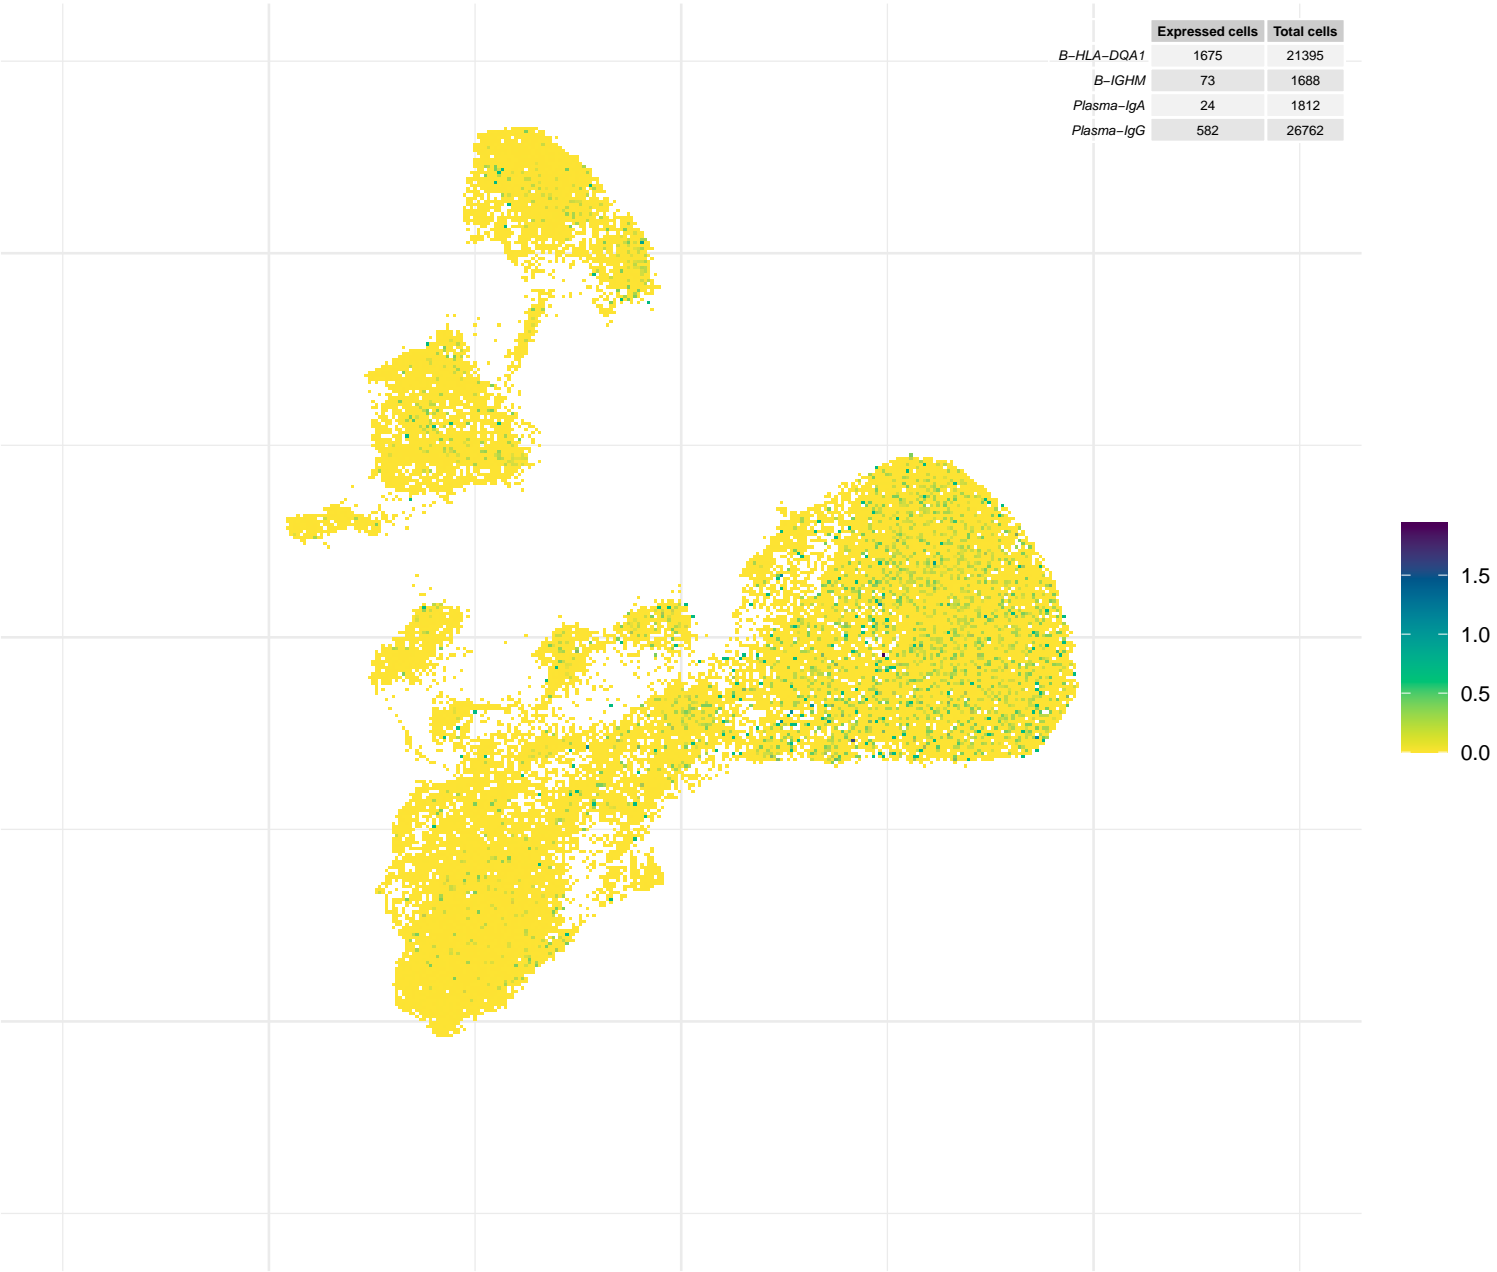 Expressed cells Total cells
B−HLA−DQA1 1675 21395
B−IGHM 73 1688
Plasma−IgA 24 1812
Plasma−IgG 582 26762
1.5
1.0
0.5
0.0